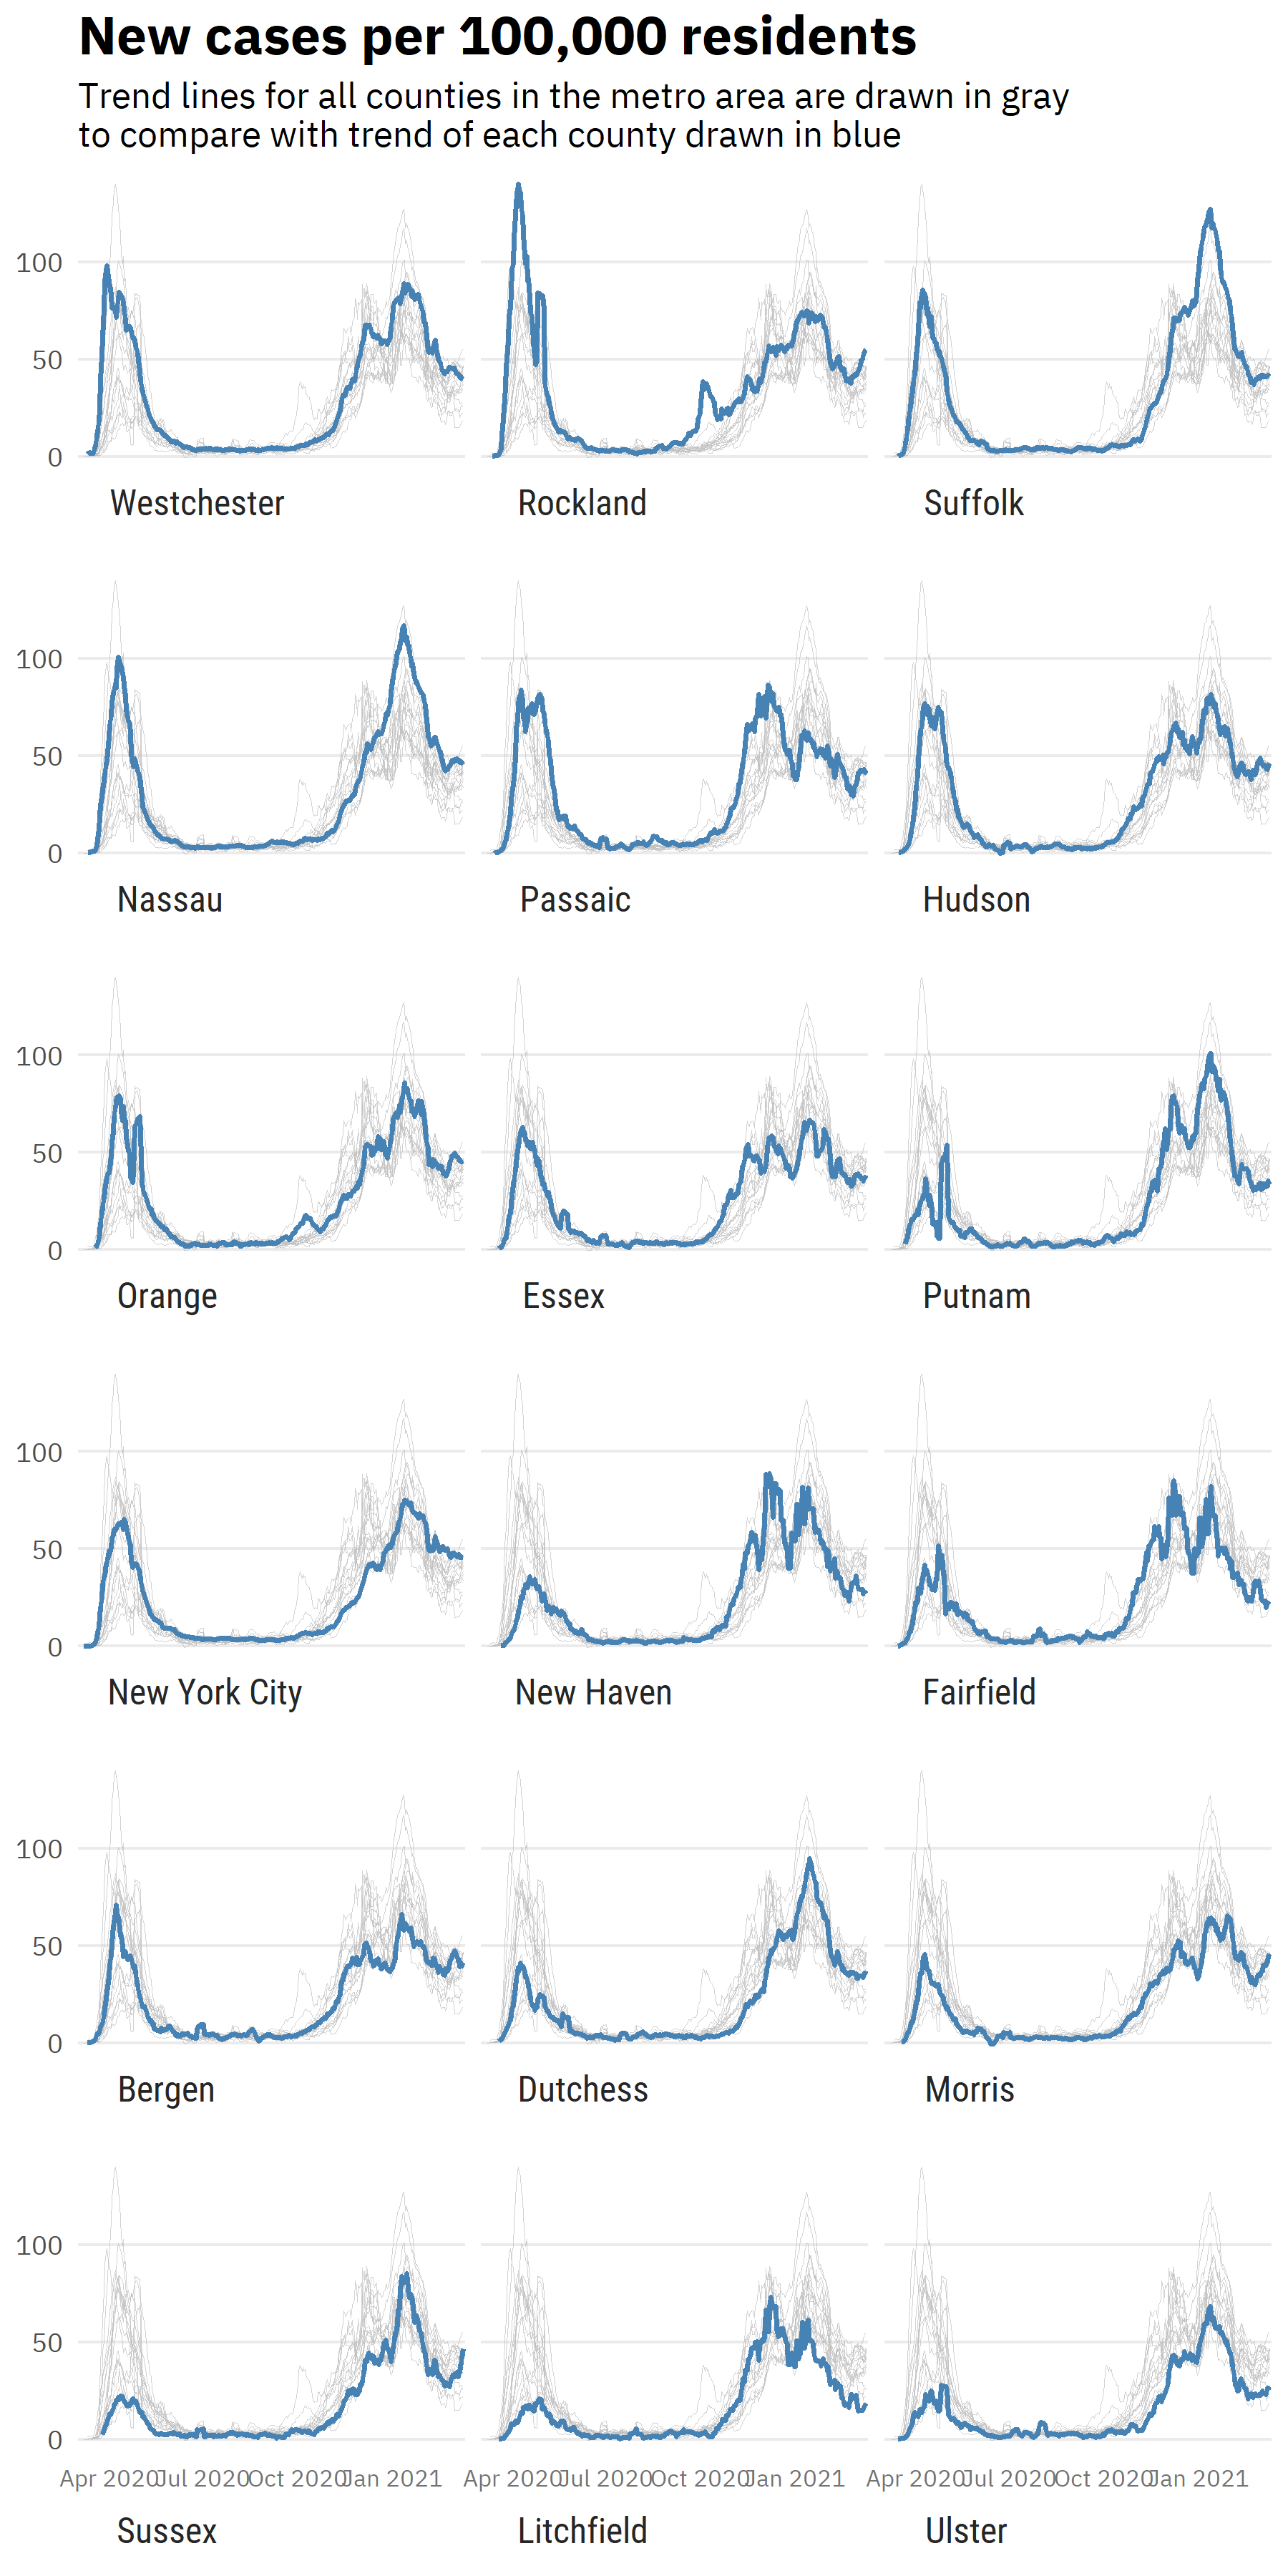 New cases per 100,000 residents
Trend lines for all counties in the metro area are drawn in gray
to compare with trend of each county drawn in blue
100
50
0
Westchester Rockland Suffolk
100
50
0
Nassau Passaic Hudson
100
50
0
Orange Essex Putnam
100
50
0
New York City New Haven Fairfield
100
50
0
Bergen Dutchess Morris
100
50
0
Apr 2020 Jul 2020 Oct 2020 Jan 2021 Apr 2020 Jul 2020 Oct 2020 Jan 2021 Apr 2020 Jul 2020 Oct 2020 Jan 2021
Sussex Litchfield Ulster